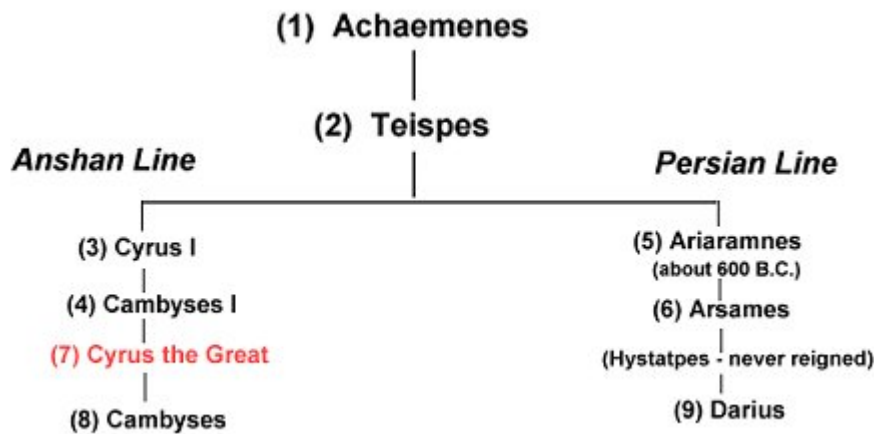 (1) Achaemenes
(2) Teispes
Anshan Line
Persian Line
(3) Cyrus I
(4) Cambyses I
(7) Cyrus the Great
(8) Cambyses
(5) Ariaramnes
(about 600 B.C.)
(6) Arsames
(Hystatpes - never reigned)
(9) Darius